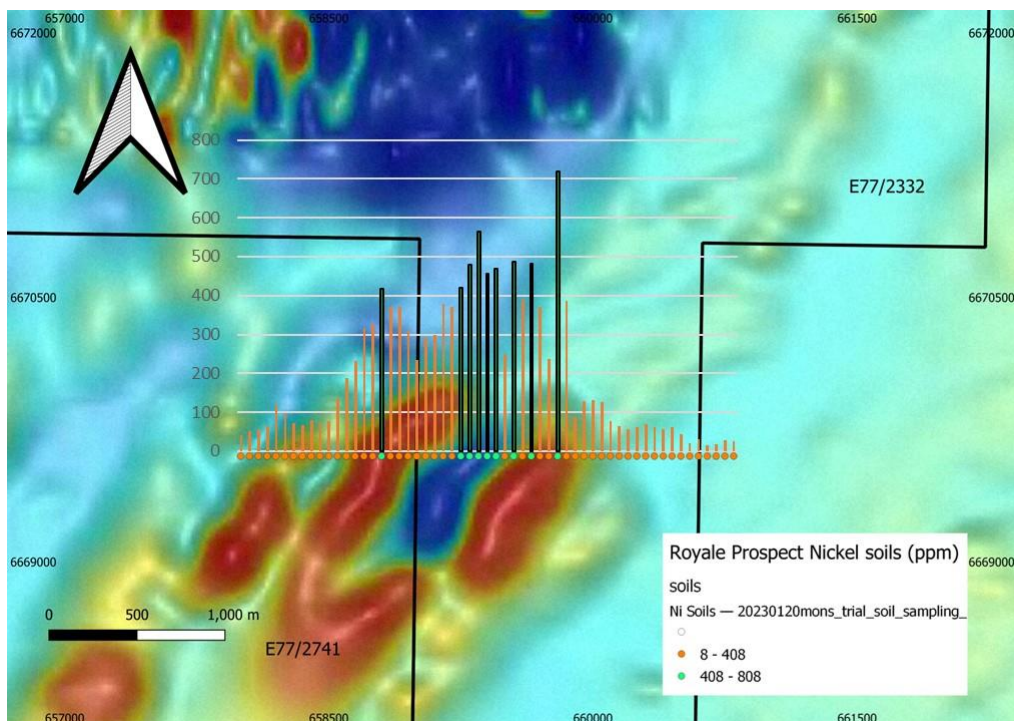 657000 658500 660000 661500
6672000 6672000
800
700
E77/2332
600
500
400
6670500 6670500
300
200
100
0
Royale Prospect Nickel soils (ppm)
6669000 6669000
soils
0 500 1,000 m
Ni Soils — 20230120mons_trial_soil_sampling_
E77/2741
8 - 408
408 - 808
657000 658500 660000 661500